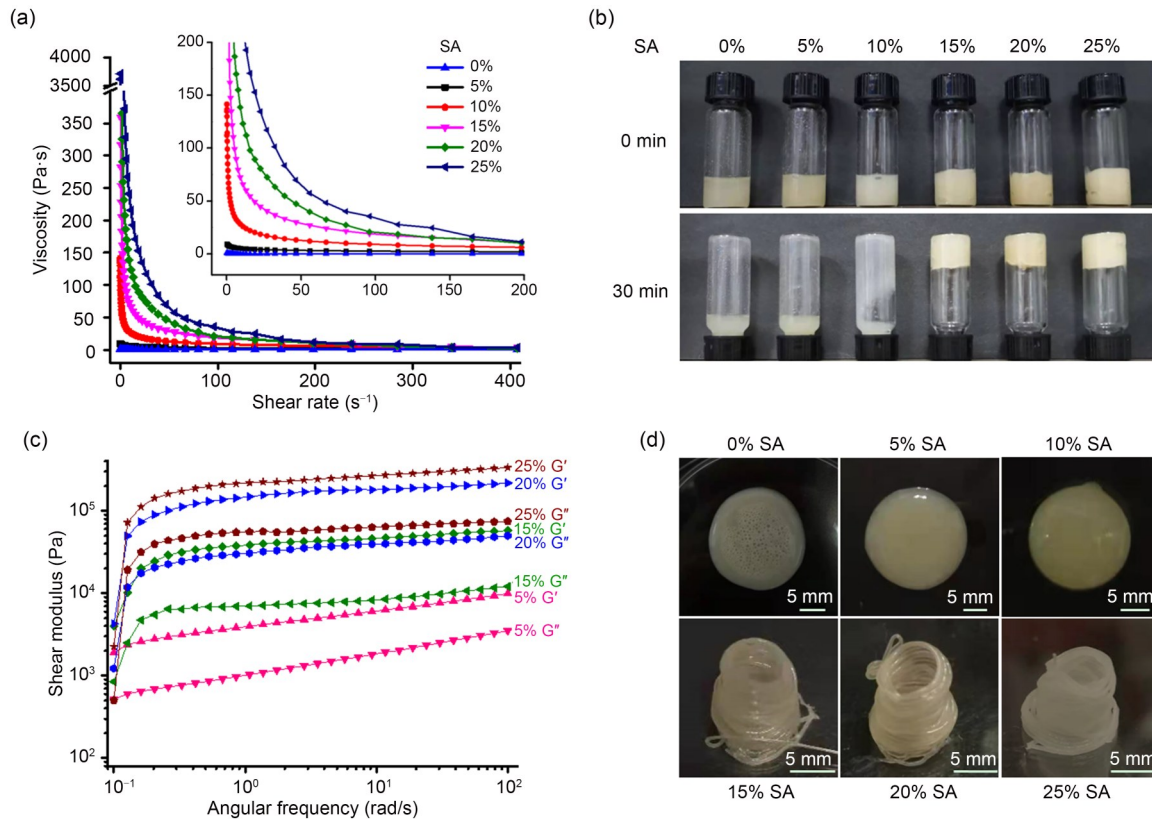 (a)
Viscosity (Pa·s)
4000
3500
350
300
250
200
150
100
50
0
0 100 200 300 400
Shear rate (s⁻¹)
200
150
100
50
0
0 50 100 150 200
SA
0%
5%
10%
15%
20%
25%
(b)
SA 0% 5% 10% 15% 20% 25%
0 min
30 min
(c)
Shear modulus (Pa)
10⁵
10⁴
10³
10²
10⁻¹ 10⁰ 10¹ 10²
Angular frequency (rad/s)
25% G′
20% G′
25% G″
15% G′
20% G″
15% G″
5% G′
5% G″
(d)
0% SA 5% SA 10% SA
5 mm 5 mm 5 mm
5 mm 5 mm 5 mm
15% SA 20% SA 25% SA